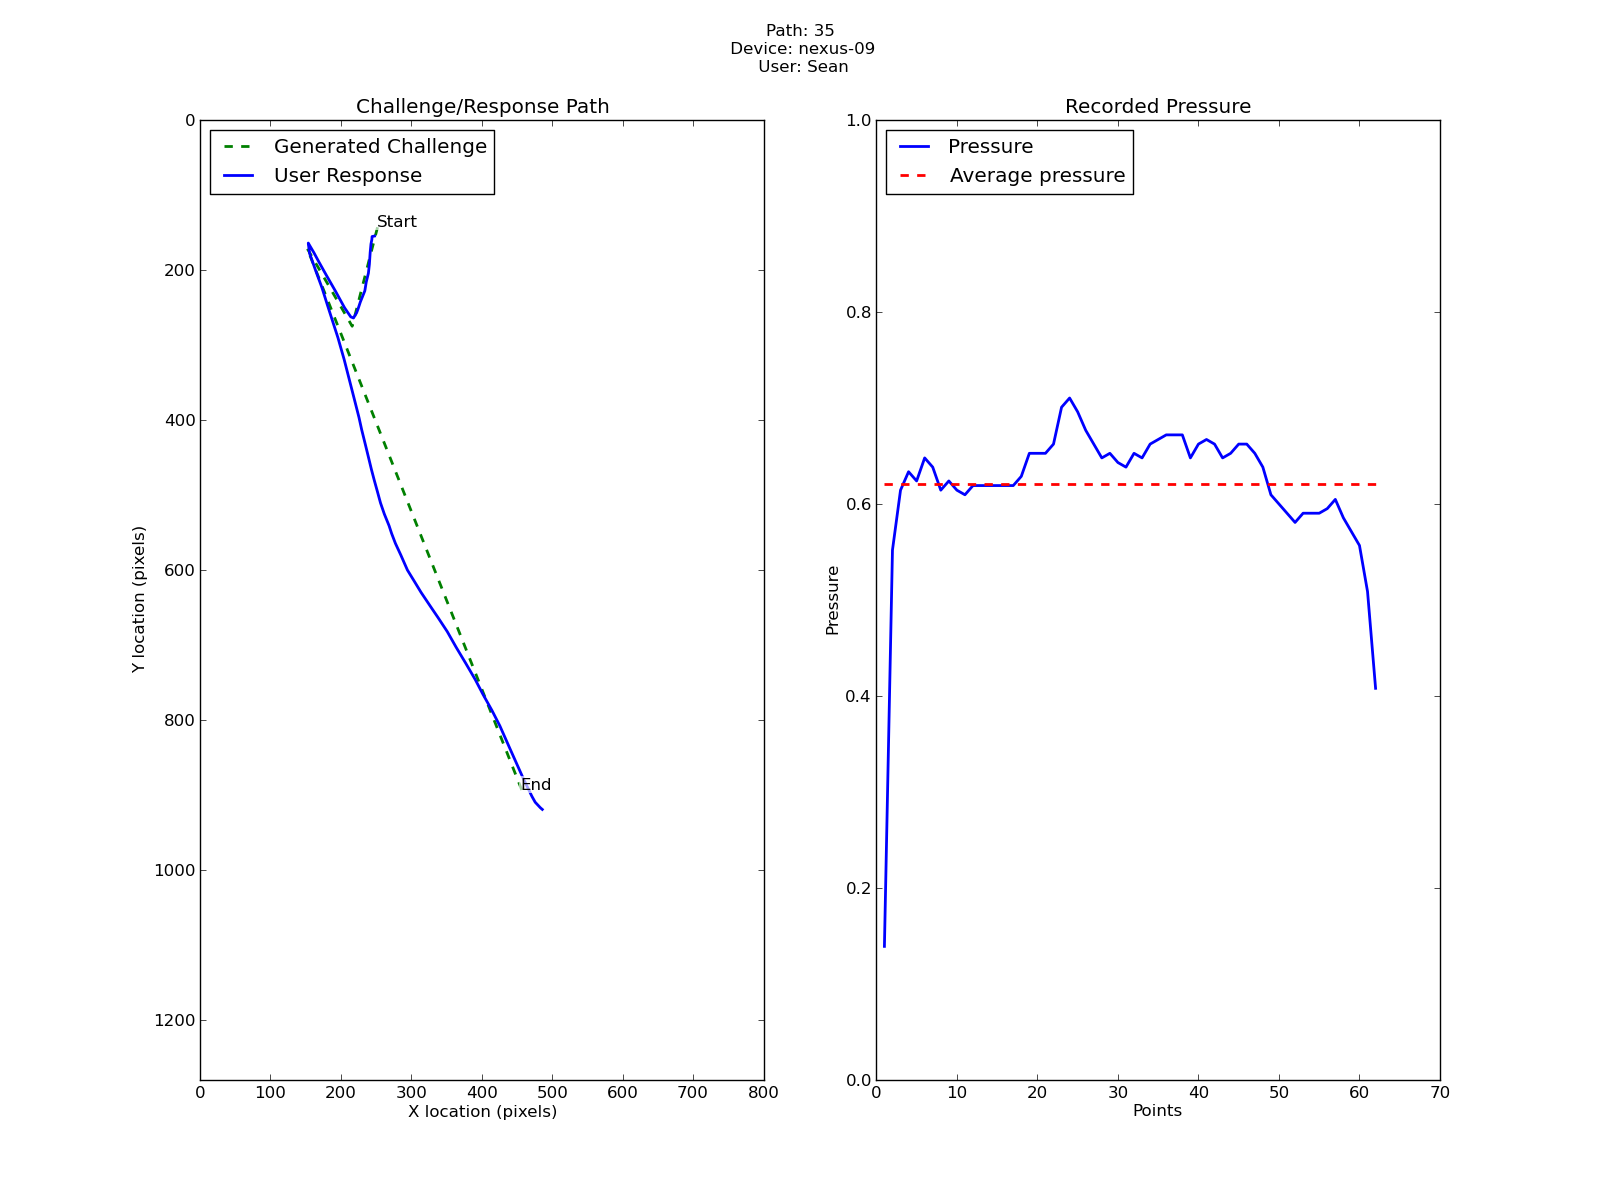 Path: 35
Device: nexus-09
User: Sean
Challenge/Response Path
Generated Challenge
User Response
Start
End
0
200
400
600
800
1000
1200
Y location (pixels)
0 100 200 300 400 500 600 700 800
X location (pixels)
Recorded Pressure
Pressure
Average pressure
1.0
0.8
0.6
0.4
0.2
0.0
Pressure
0 10 20 30 40 50 60 70
Points